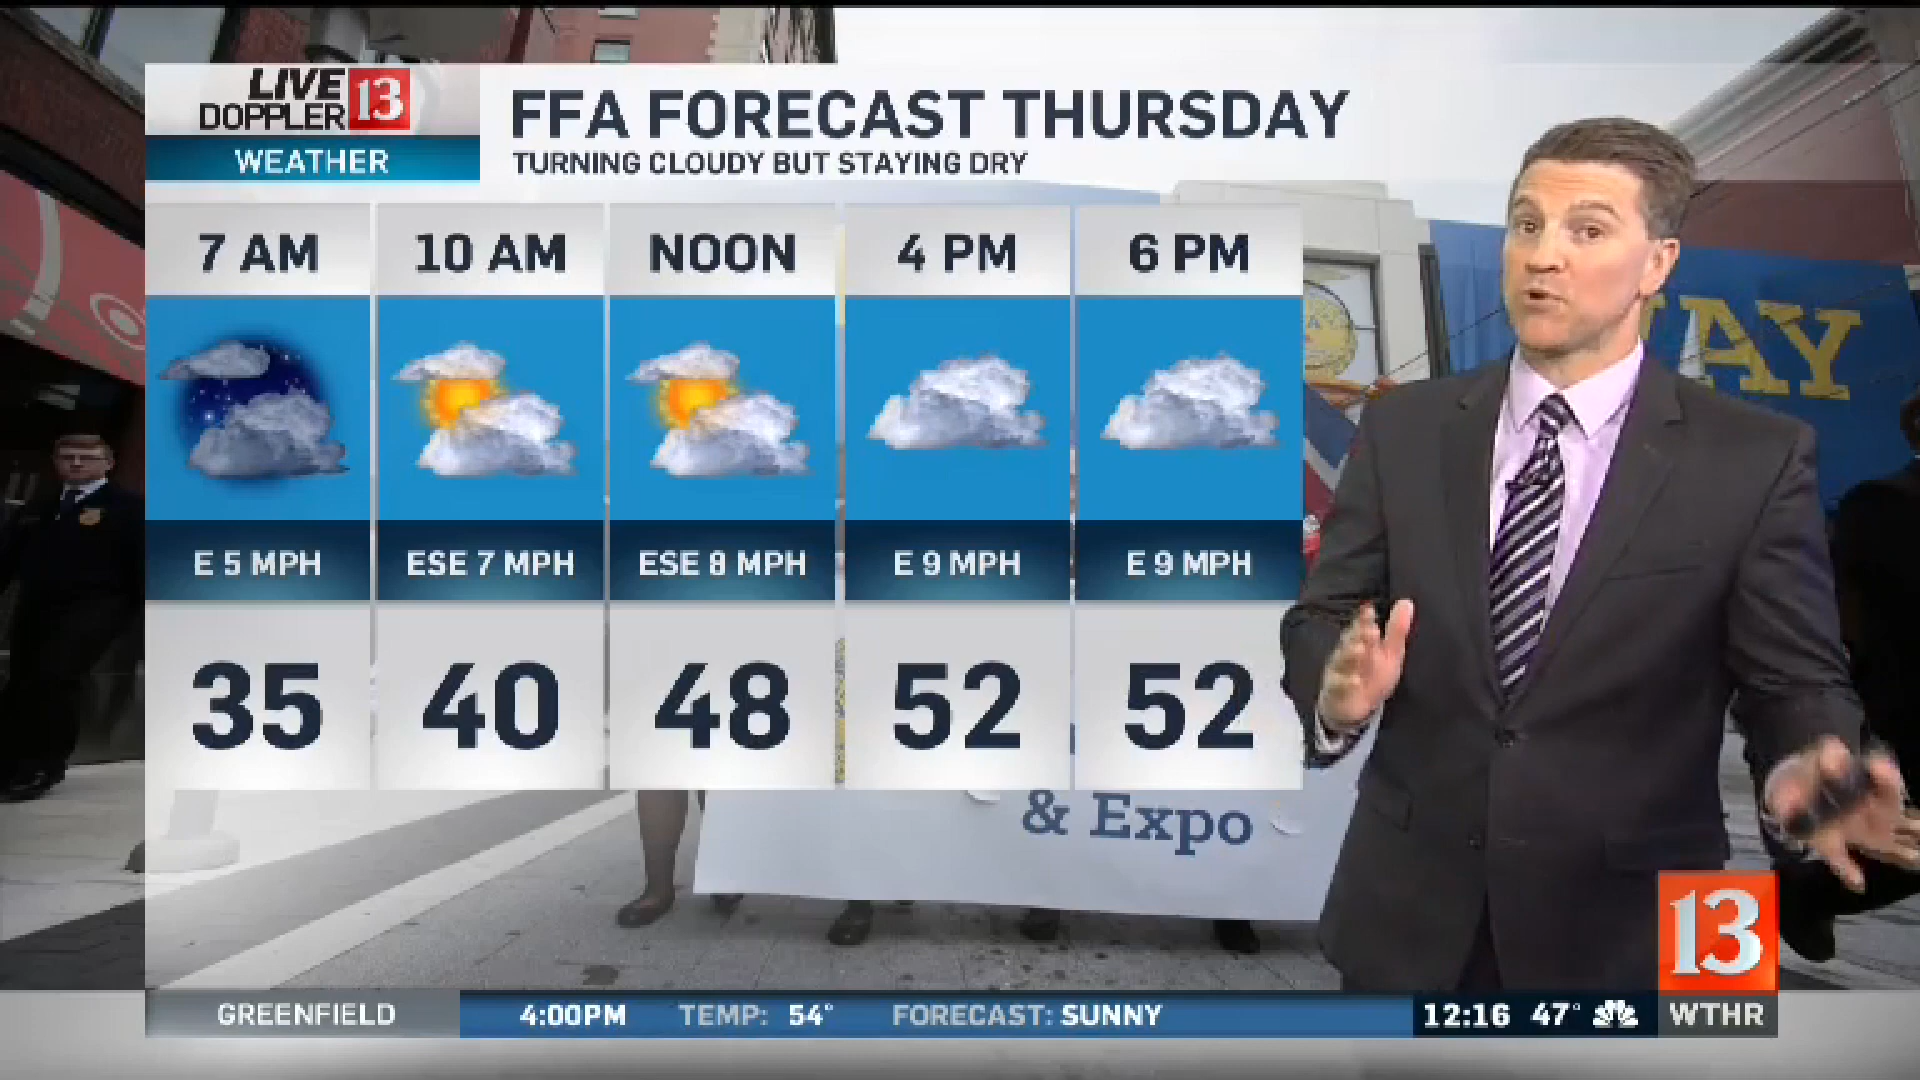 LIVE
DOPPLER 13
WEATHER
FFA FORECAST THURSDAY
TURNING CLOUDY BUT STAYING DRY
7 AM
10 AM
NOON
4 PM
6 PM
E 5 MPH
ESE 7 MPH
ESE 8 MPH
E 9 MPH
E 9 MPH
35
40
48
52
52
AY
& Expo
13
WTHR
GREENFIELD
4:00PM TEMP: 54° FORECAST: SUNNY
12:16 47°